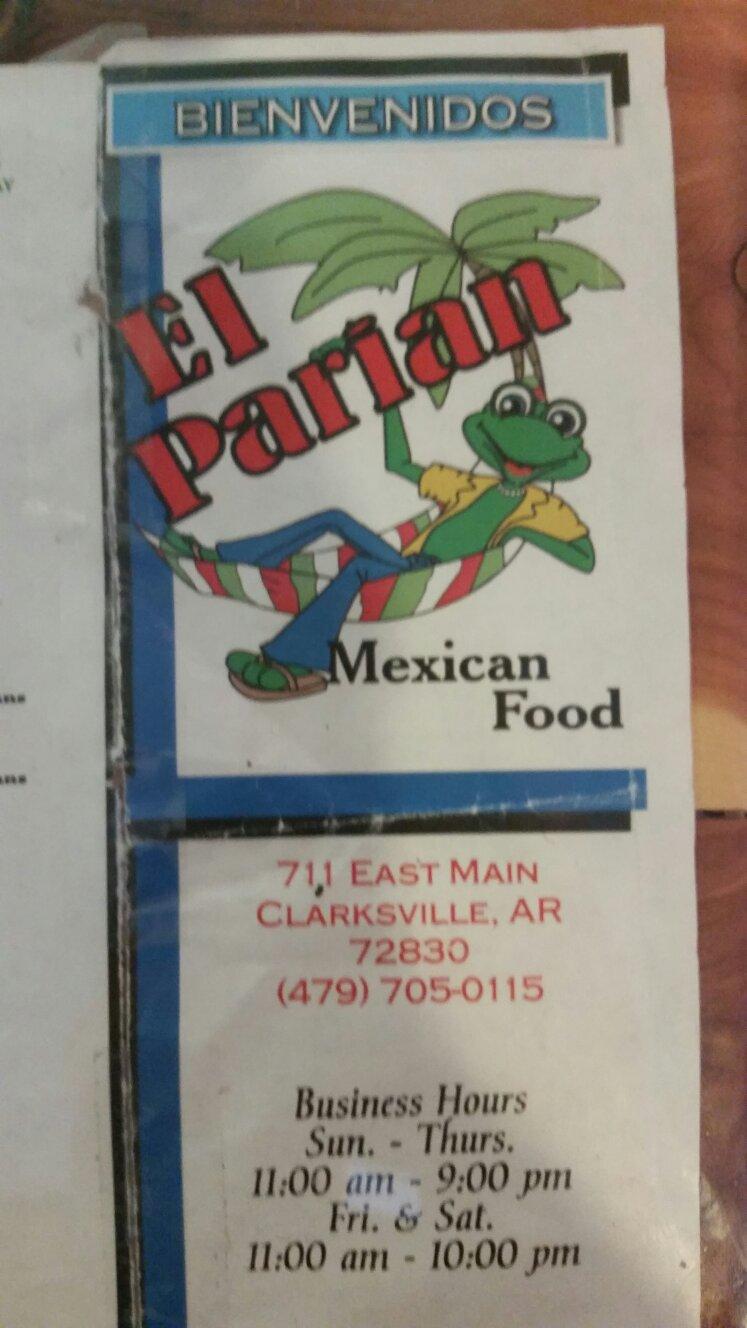 BIENVENIDOS
El
Parían
Mexican
Food
711 EAST MAIN
CLARKSVILLE, AR
72830
(479) 705-0115
Business Hours
Sun. - Thurs.
11:00 am - 9:00 pm
Fri. & Sat.
11:00 am - 10:00 pm